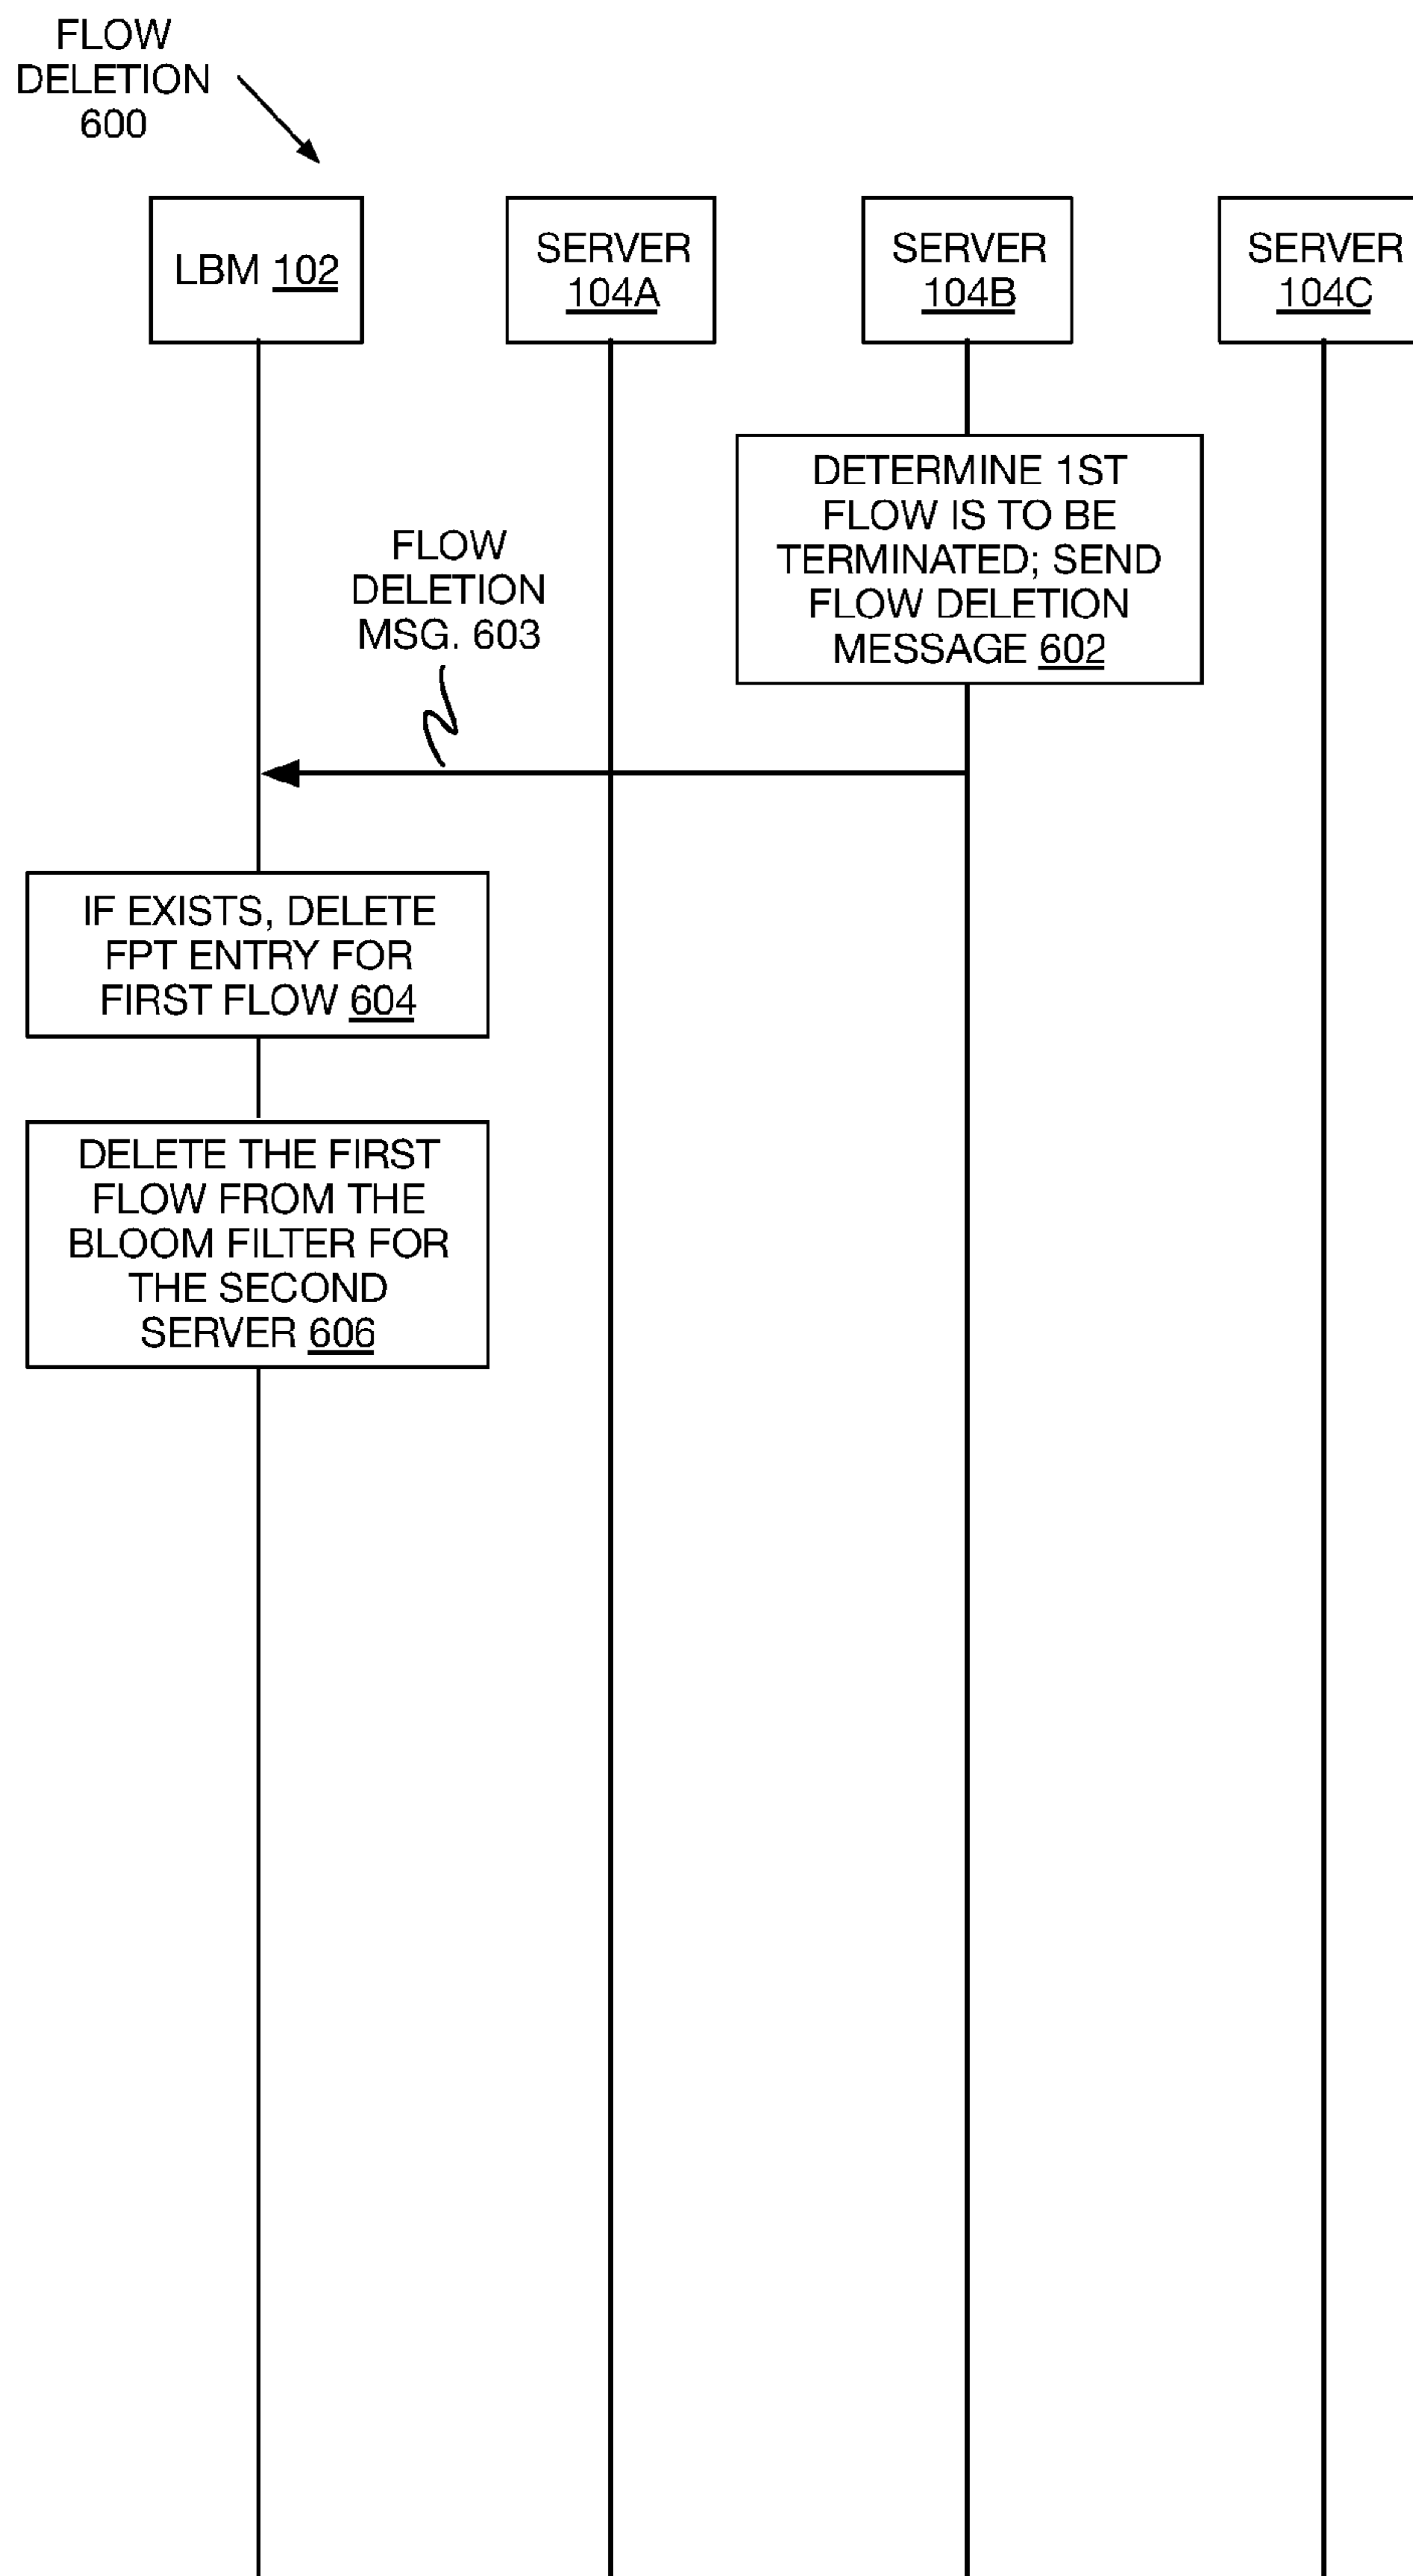 FLOW
DELETION
600
LBM 102
SERVER
104A
SERVER
104B
SERVER
104C
DETERMINE 1ST
FLOW IS TO BE
TERMINATED; SEND
FLOW DELETION
MESSAGE 602
FLOW
DELETION
MSG. 603
IF EXISTS, DELETE
FPT ENTRY FOR
FIRST FLOW 604
DELETE THE FIRST
FLOW FROM THE
BLOOM FILTER FOR
THE SECOND
SERVER 606